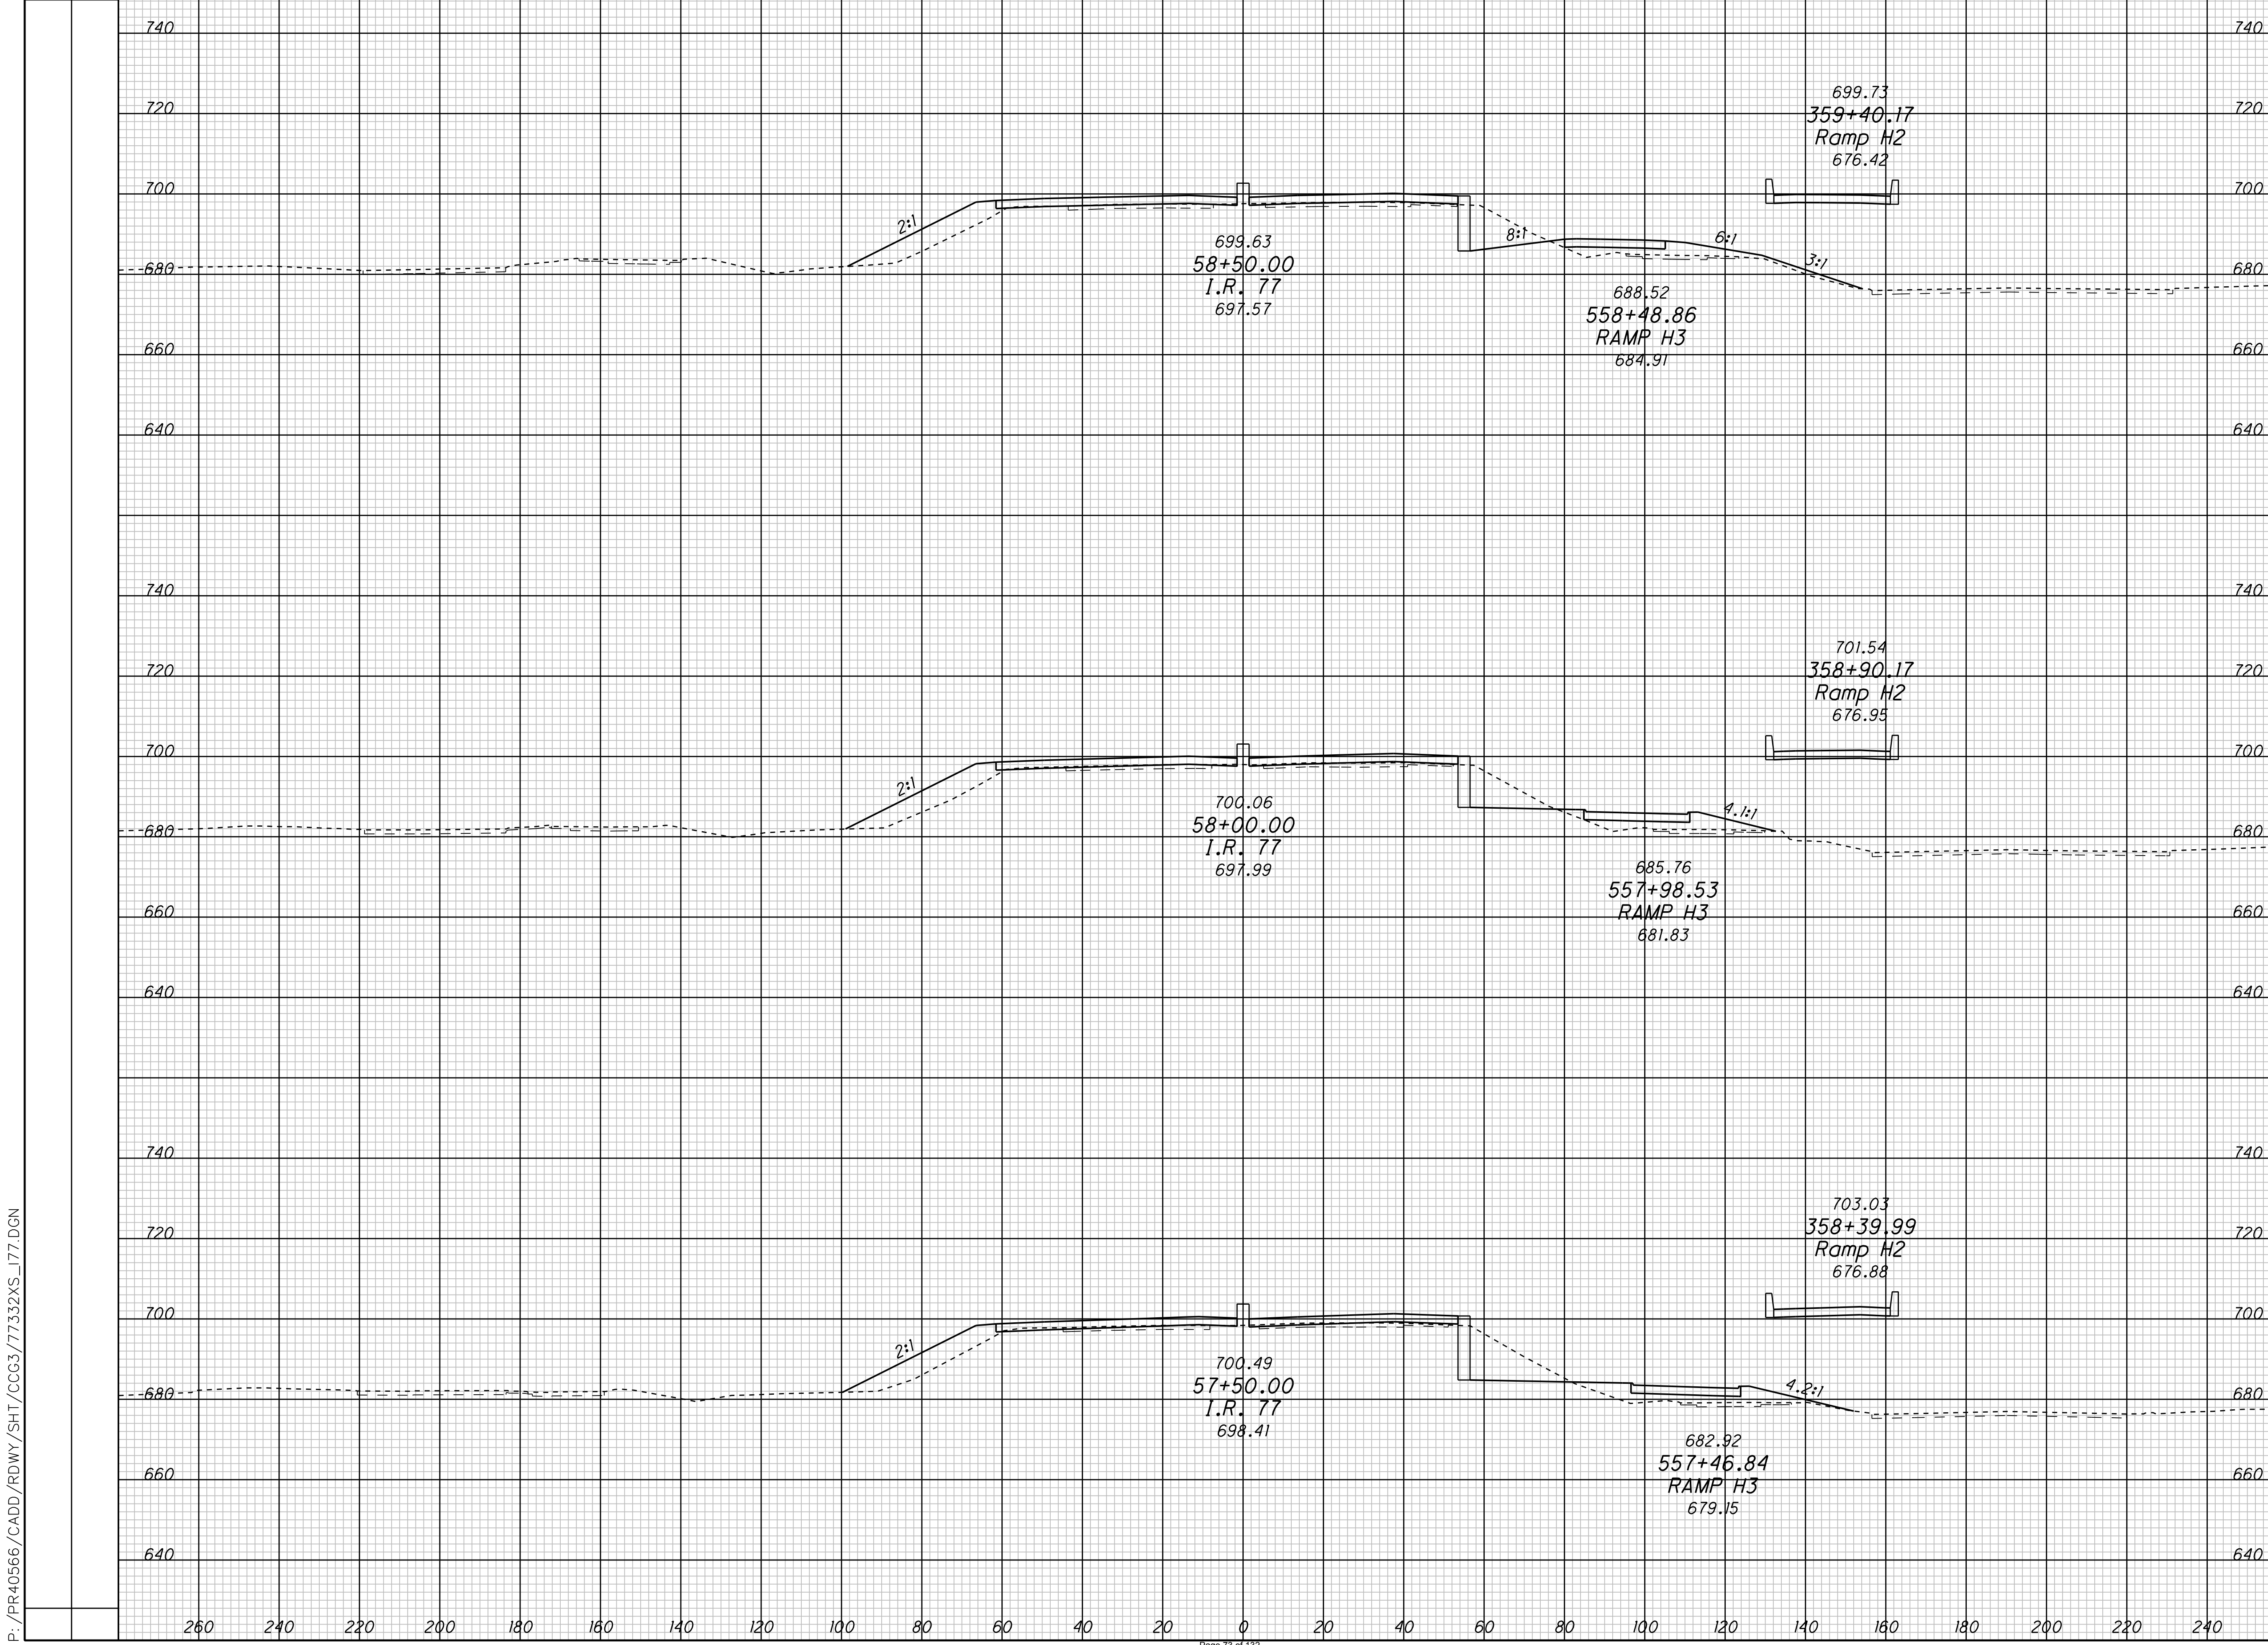 740 740
699.73
720 359+40.17 720
Ramp H2
676.42
700 700
2:1 8:1 6:1 3:1
699.63
58+50.00
I.R. 77
697.57
680 680
688.52
558+48.86
RAMP H3
684.91
660 660
640 640
740 740
701.54
720 358+90.17 720
Ramp H2
676.95
700 700
2:1 4.1:1
700.06
58+00.00
I.R. 77
697.99
680 680
685.76
557+98.53
RAMP H3
681.83
660 660
640 640
740 740
703.03
720 358+39.99 720
Ramp H2
676.88
700 700
2:1 4.2:1
700.49
57+50.00
I.R. 77
698.41
680 680
682.92
557+46.84
RAMP H3
679.15
660 660
640 640
260 240 220 200 180 160 140 120 100 80 60 40 20 0 20 40 60 80 100 120 140 160 180 200 220 240
Page 73 of 132
P:/PR40566/CADD/RDWY/SHT/CCG3/77332XS_I77.DGN